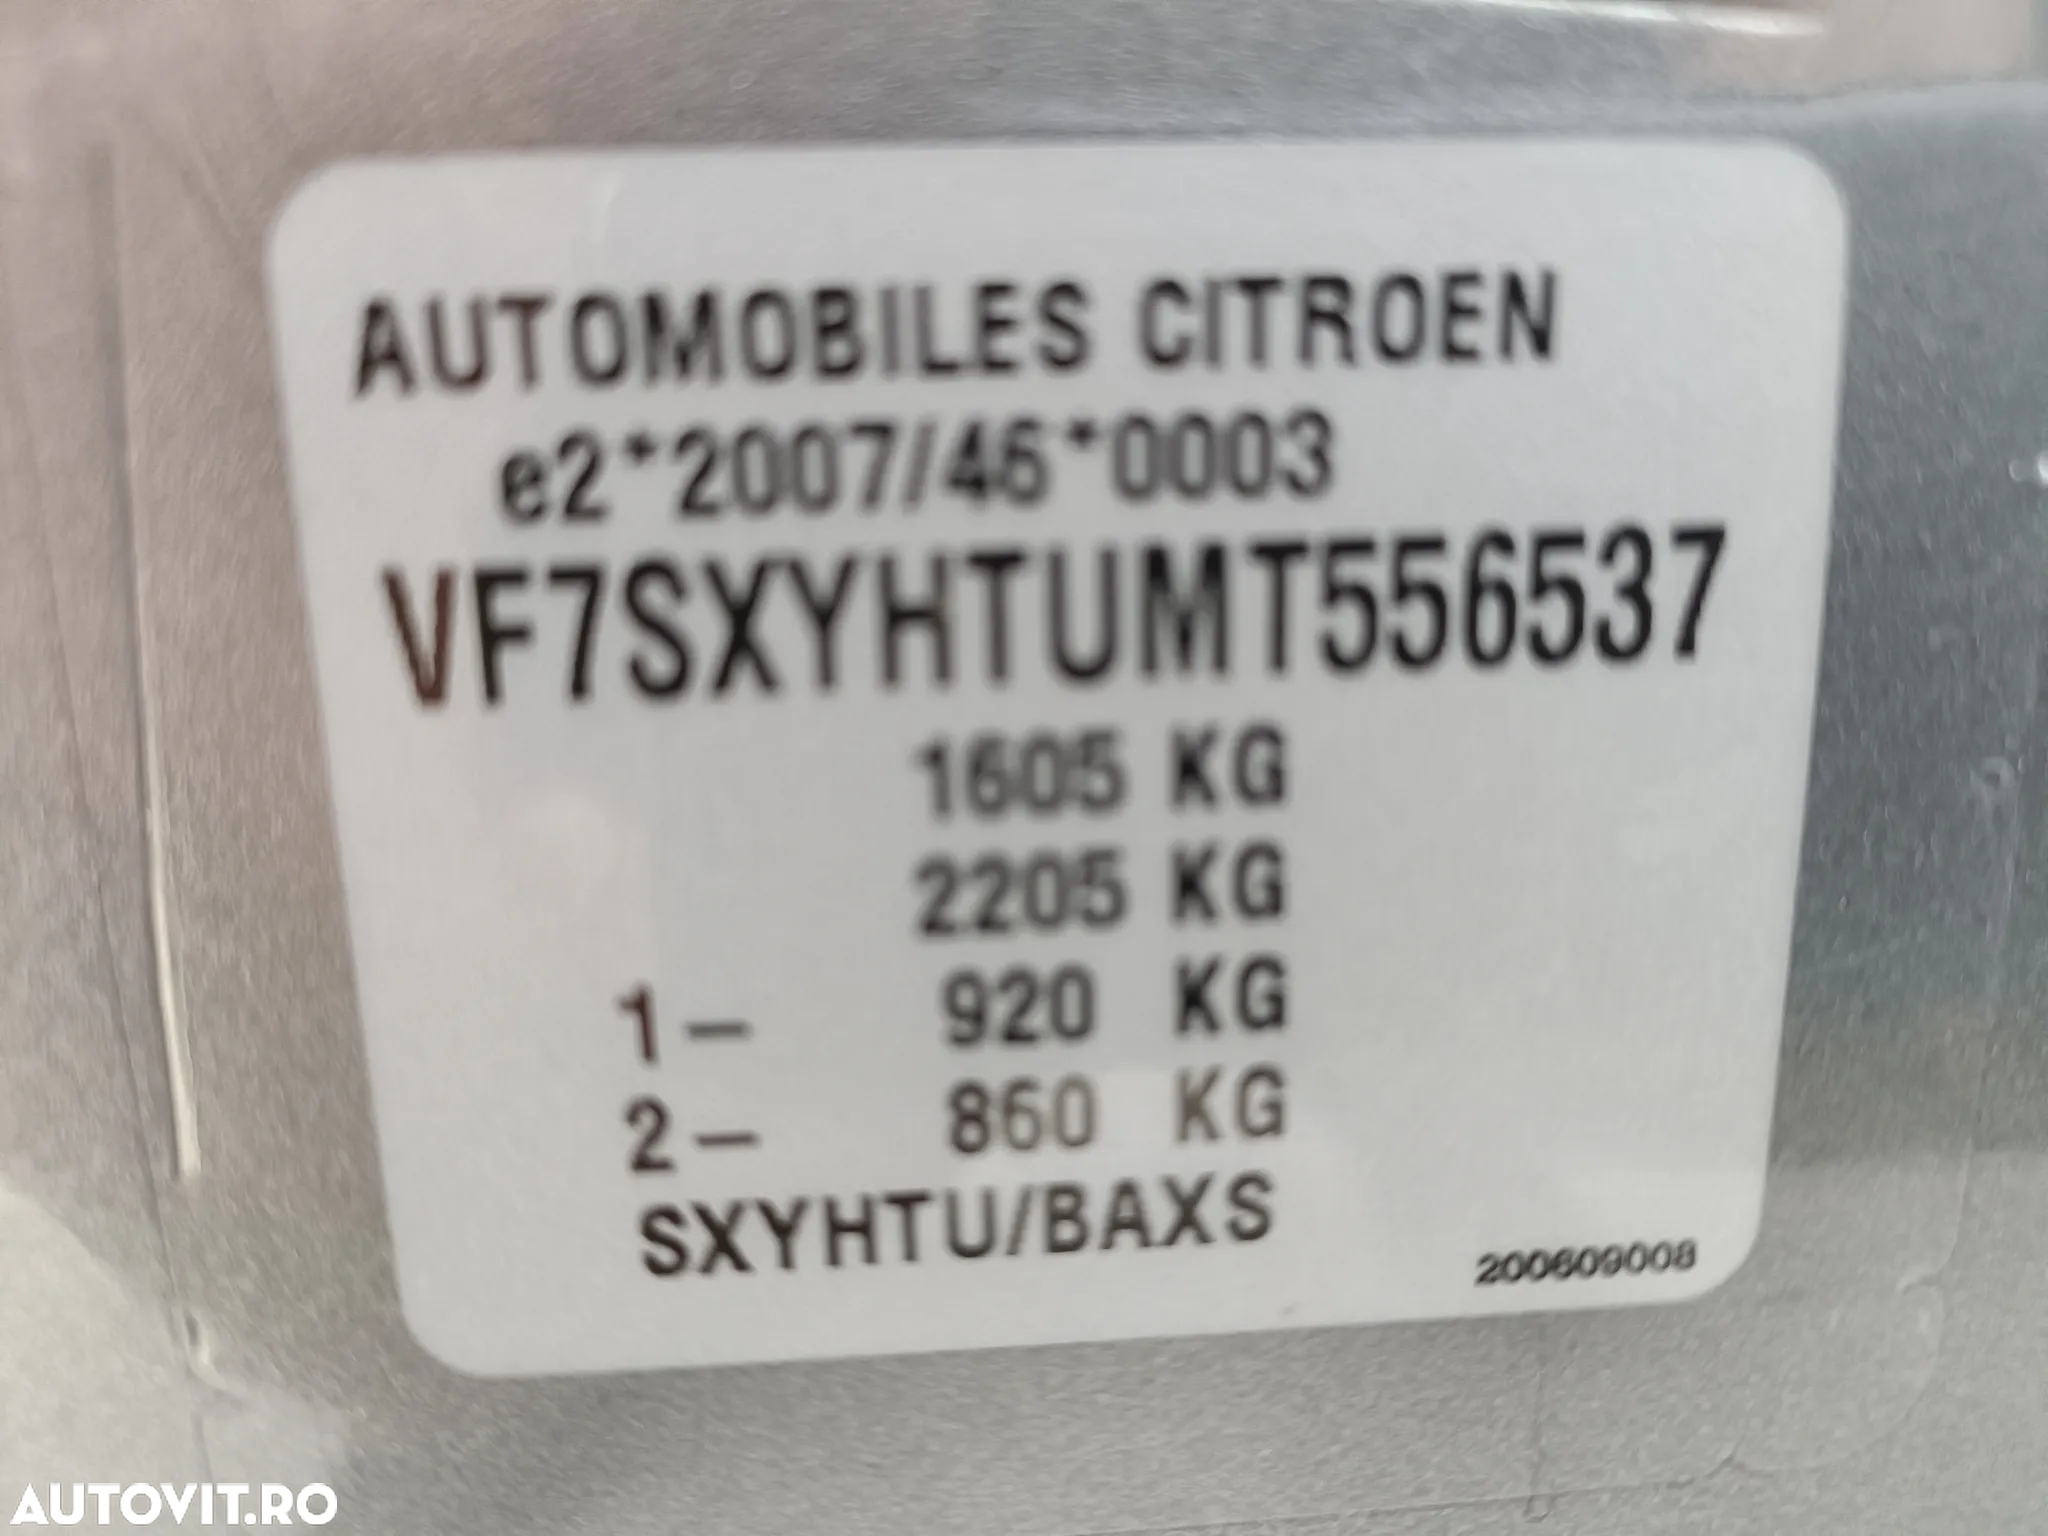 AUTOMOBILES CITROEN
e2*2007/46*0003
VF7SXYHTUMT556537
1605 KG
2205 KG
1- 920 KG
2- 860 KG
SXYHTU/BAXS
200609008
AUTOVIT.RO